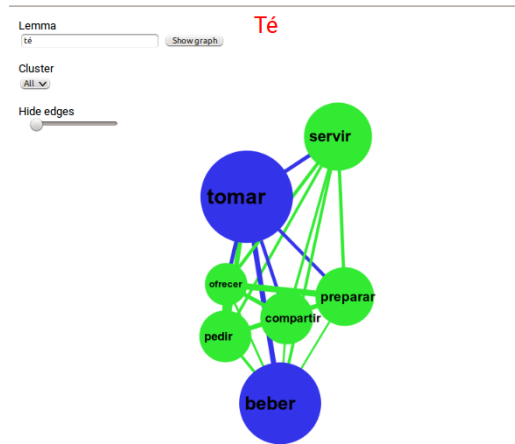 Té
Lemma
té
Show graph
Cluster
All
Hide edges
servir
tomar
ofrecer
preparar
compartir
pedir
beber